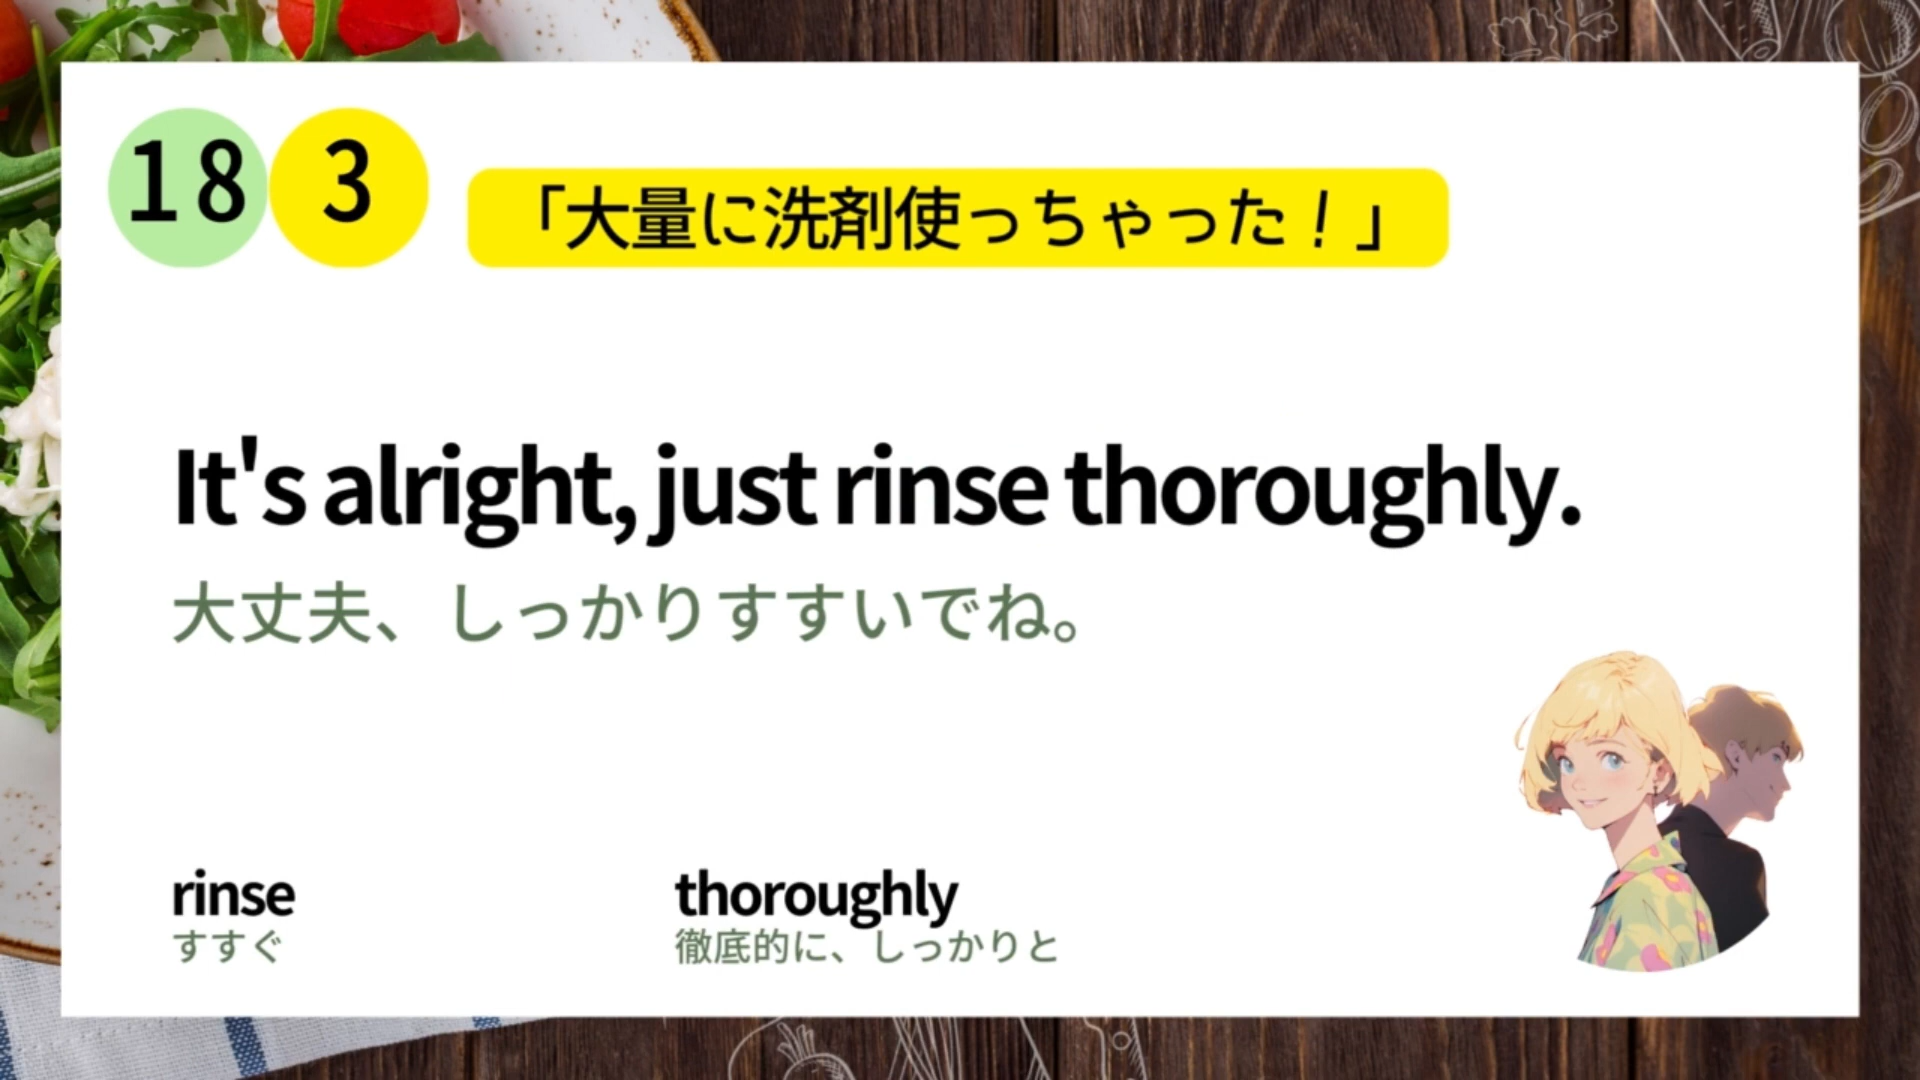 18 3
「大量に洗剤使っちゃった！」
It's alright, just rinse thoroughly.
大丈夫、しっかりすすいでね。
rinse
すすぐ
thoroughly
徹底的に、しっかりと